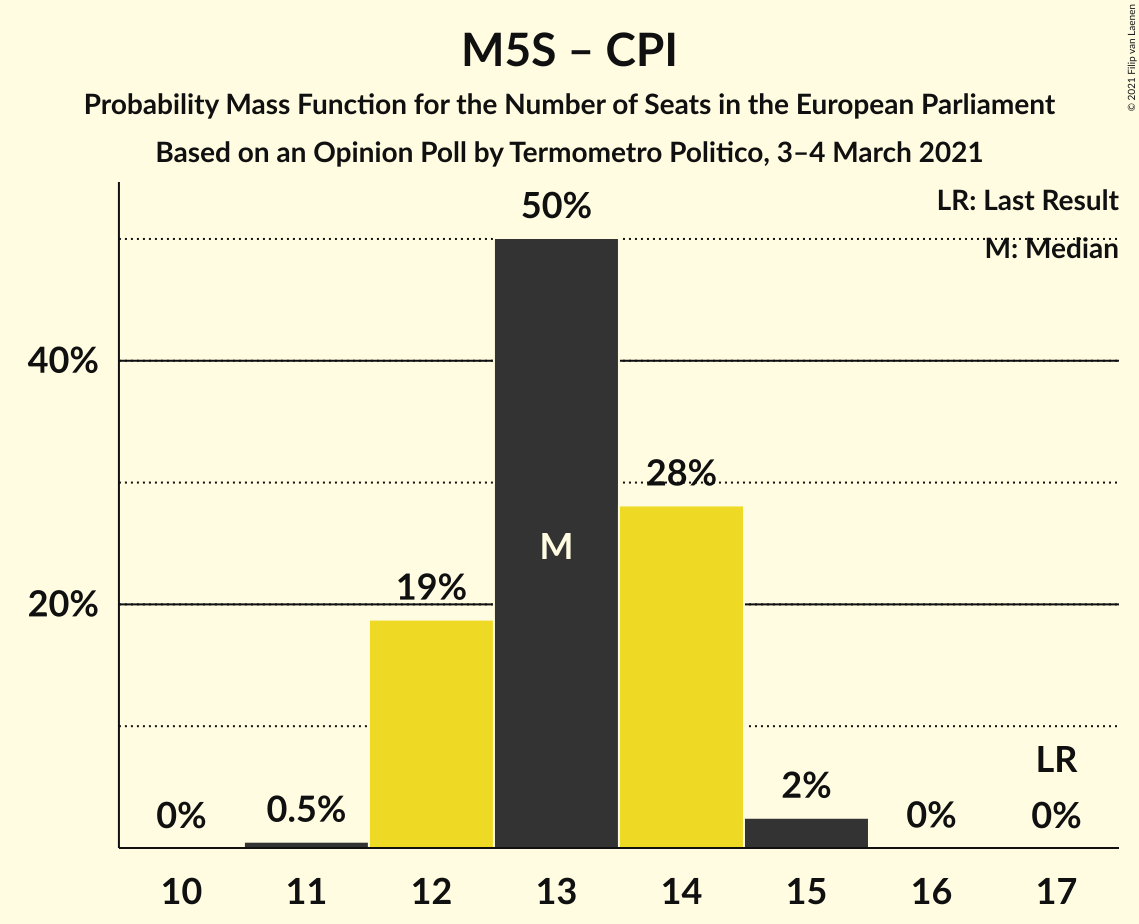 M5S – CPI
Probability Mass Function for the Number of Seats in the European Parliament
Based on an Opinion Poll by Termometro Politico, 3–4 March 2021
© 2021 Filip van Laenen
LR: Last Result
M: Median
50%
40%
28%
M
19%
20%
LR
0%
0.5%
2%
0%
0%
10 11 12 13 14 15 16 17